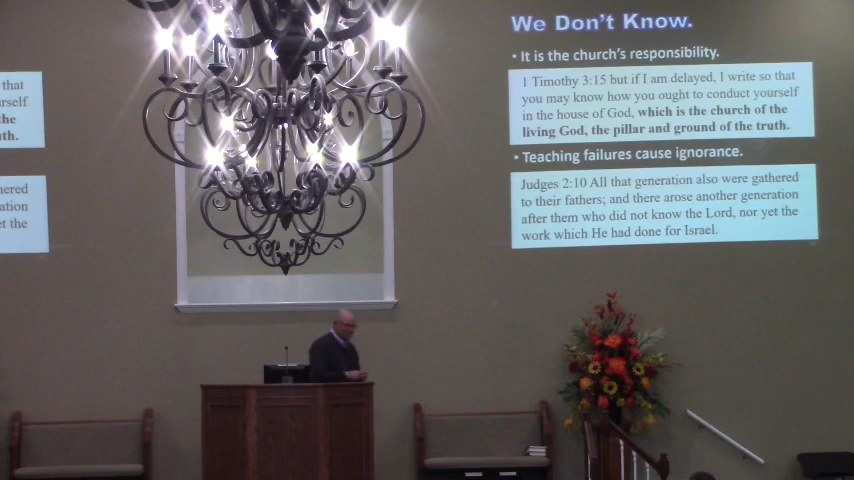 that
urself
the
th.
hered
ation
et the
We Don't Know.
• It is the church's responsibility.
1 Timothy 3:15 but if I am delayed, I write so that
you may know how you ought to conduct yourself
in the house of God, which is the church of the
living God, the pillar and ground of the truth.
• Teaching failures cause ignorance.
Judges 2:10 All that generation also were gathered
to their fathers; and there arose another generation
after them who did not know the Lord, nor yet the
work which He had done for Israel.